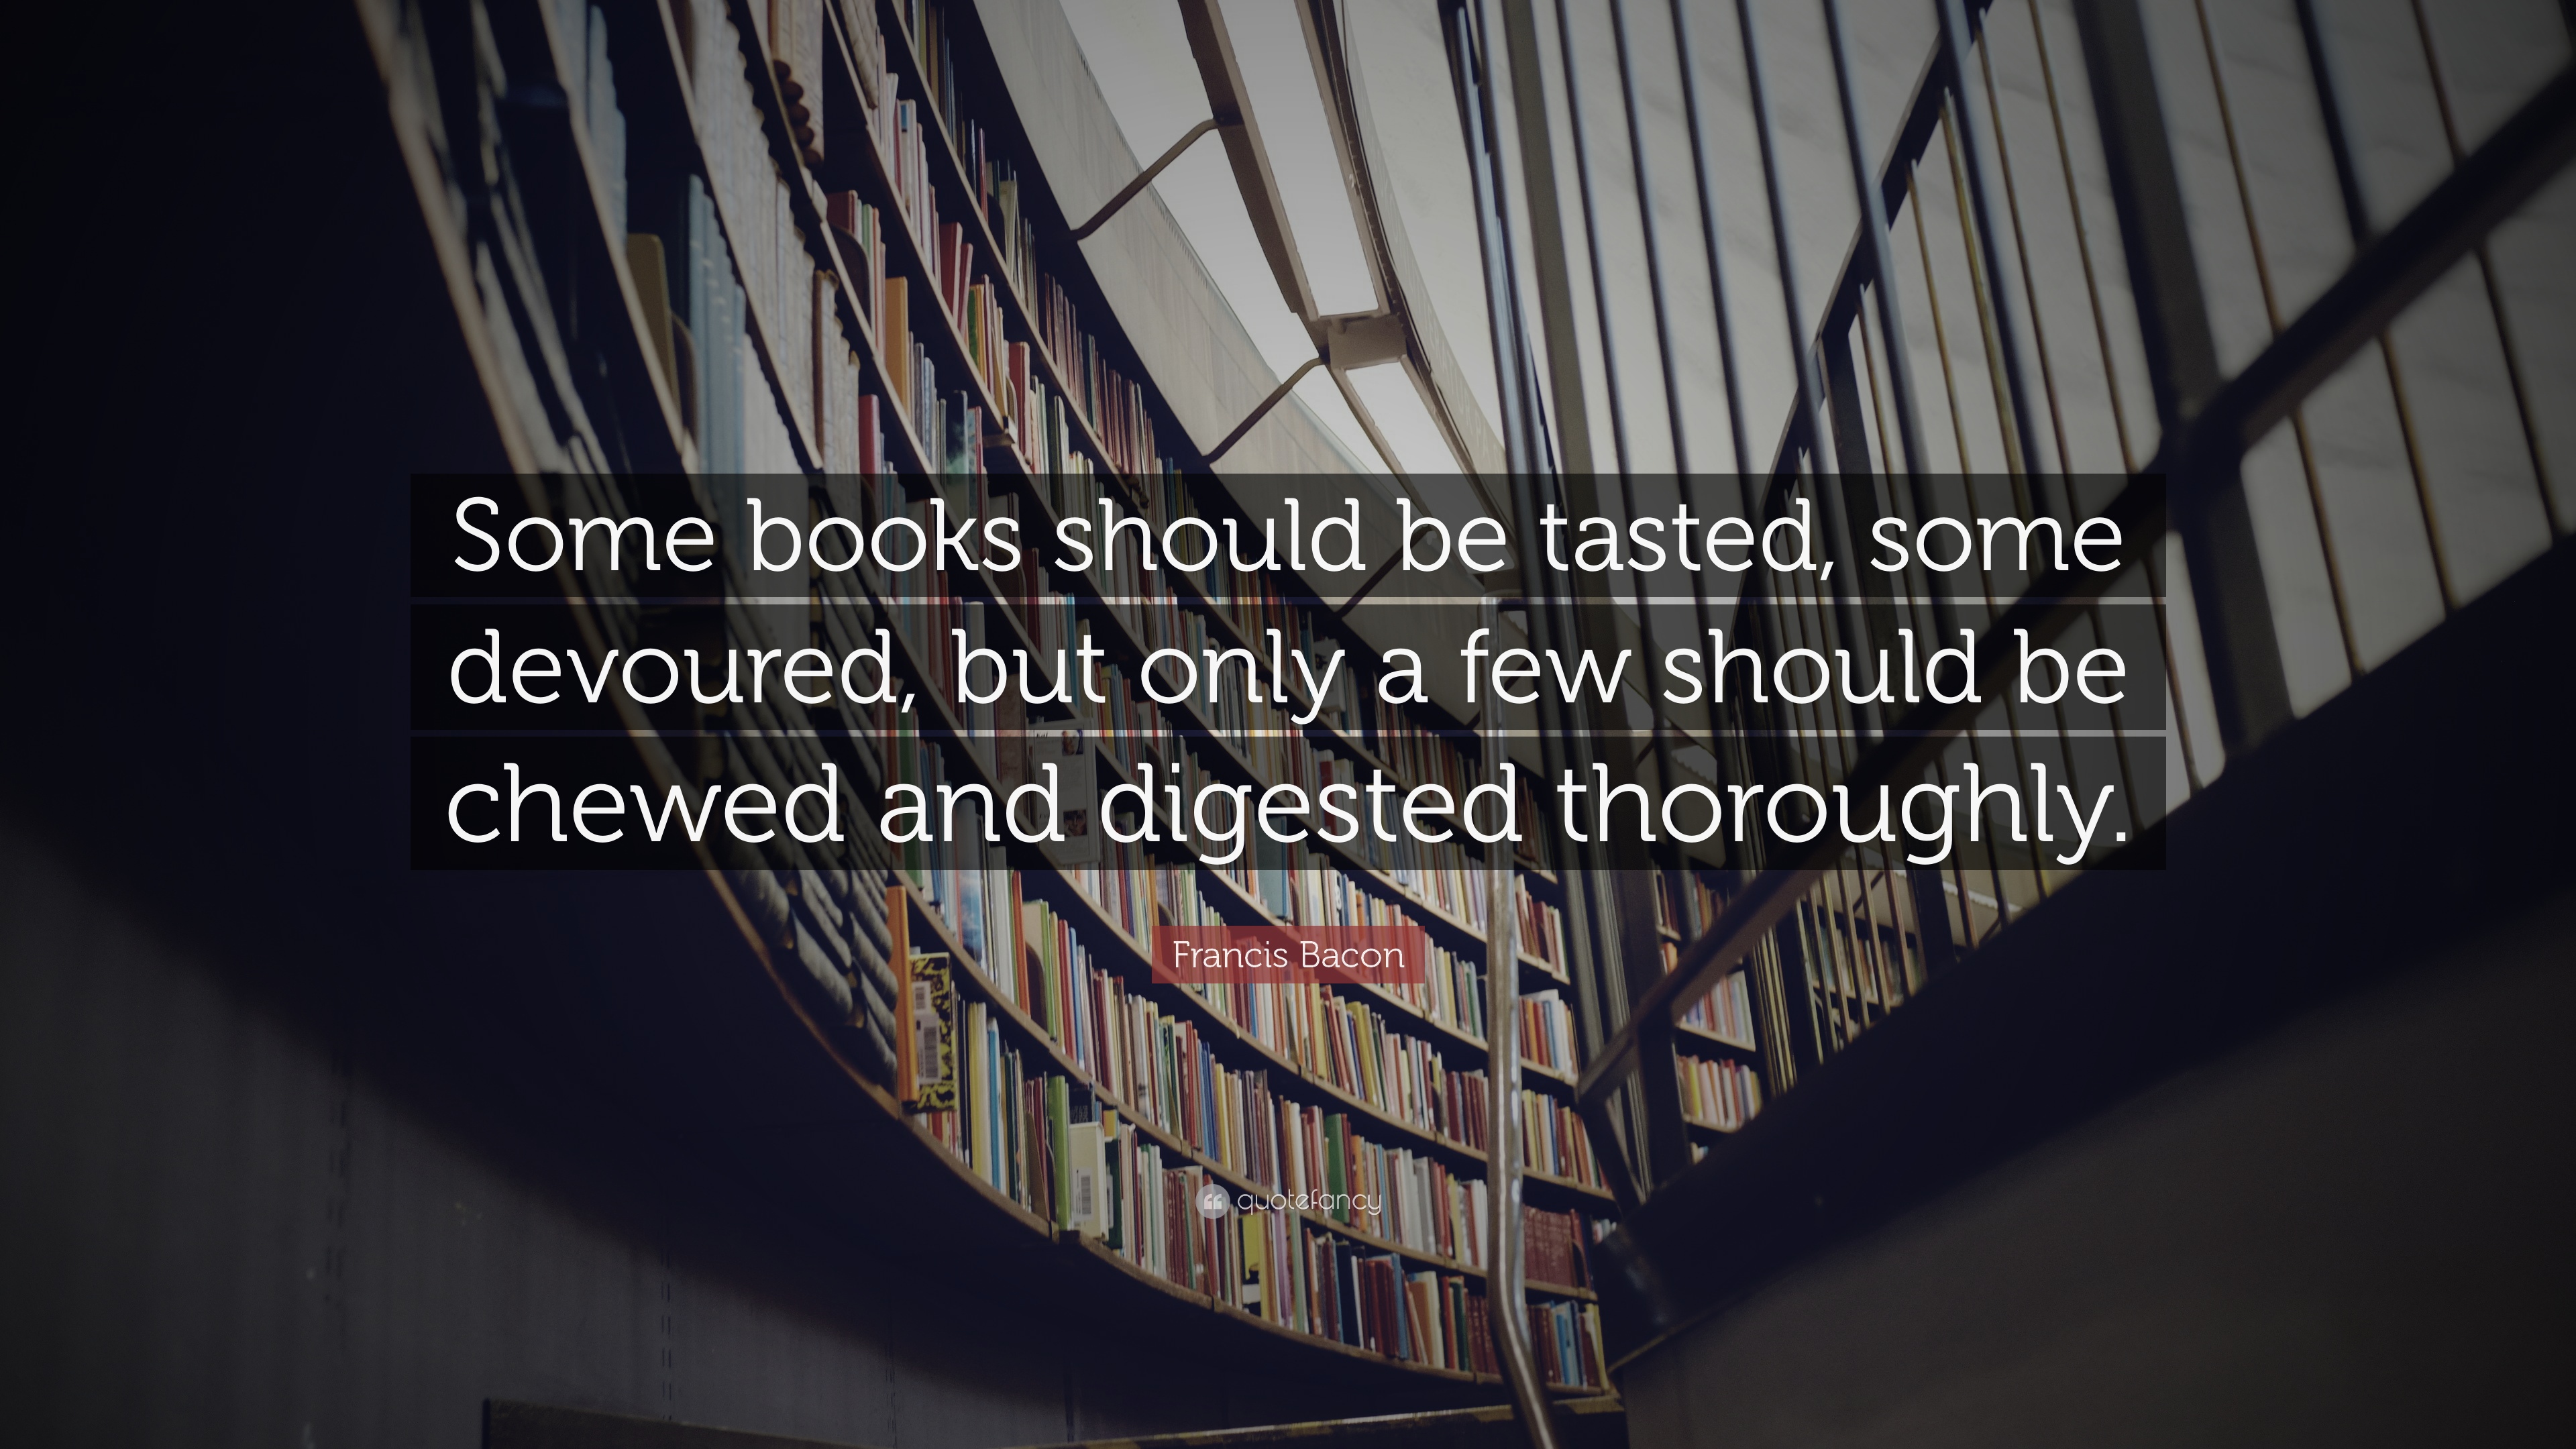 Some books should be tasted, some
devoured, but only a few should be
chewed and digested thoroughly.
Francis Bacon
quotefancy